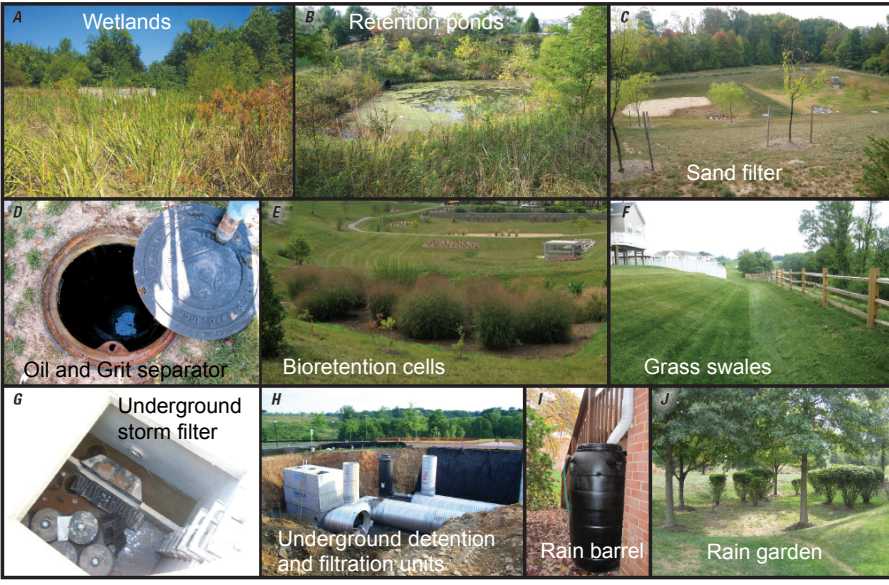 A
Wetlands
B
Retention ponds
C
Sand filter
D
Oil and Grit separator
E
Bioretention cells
F
Grass swales
G
Underground
storm filter
H
Underground detention
and filtration units
I
Rain barrel
J
Rain garden